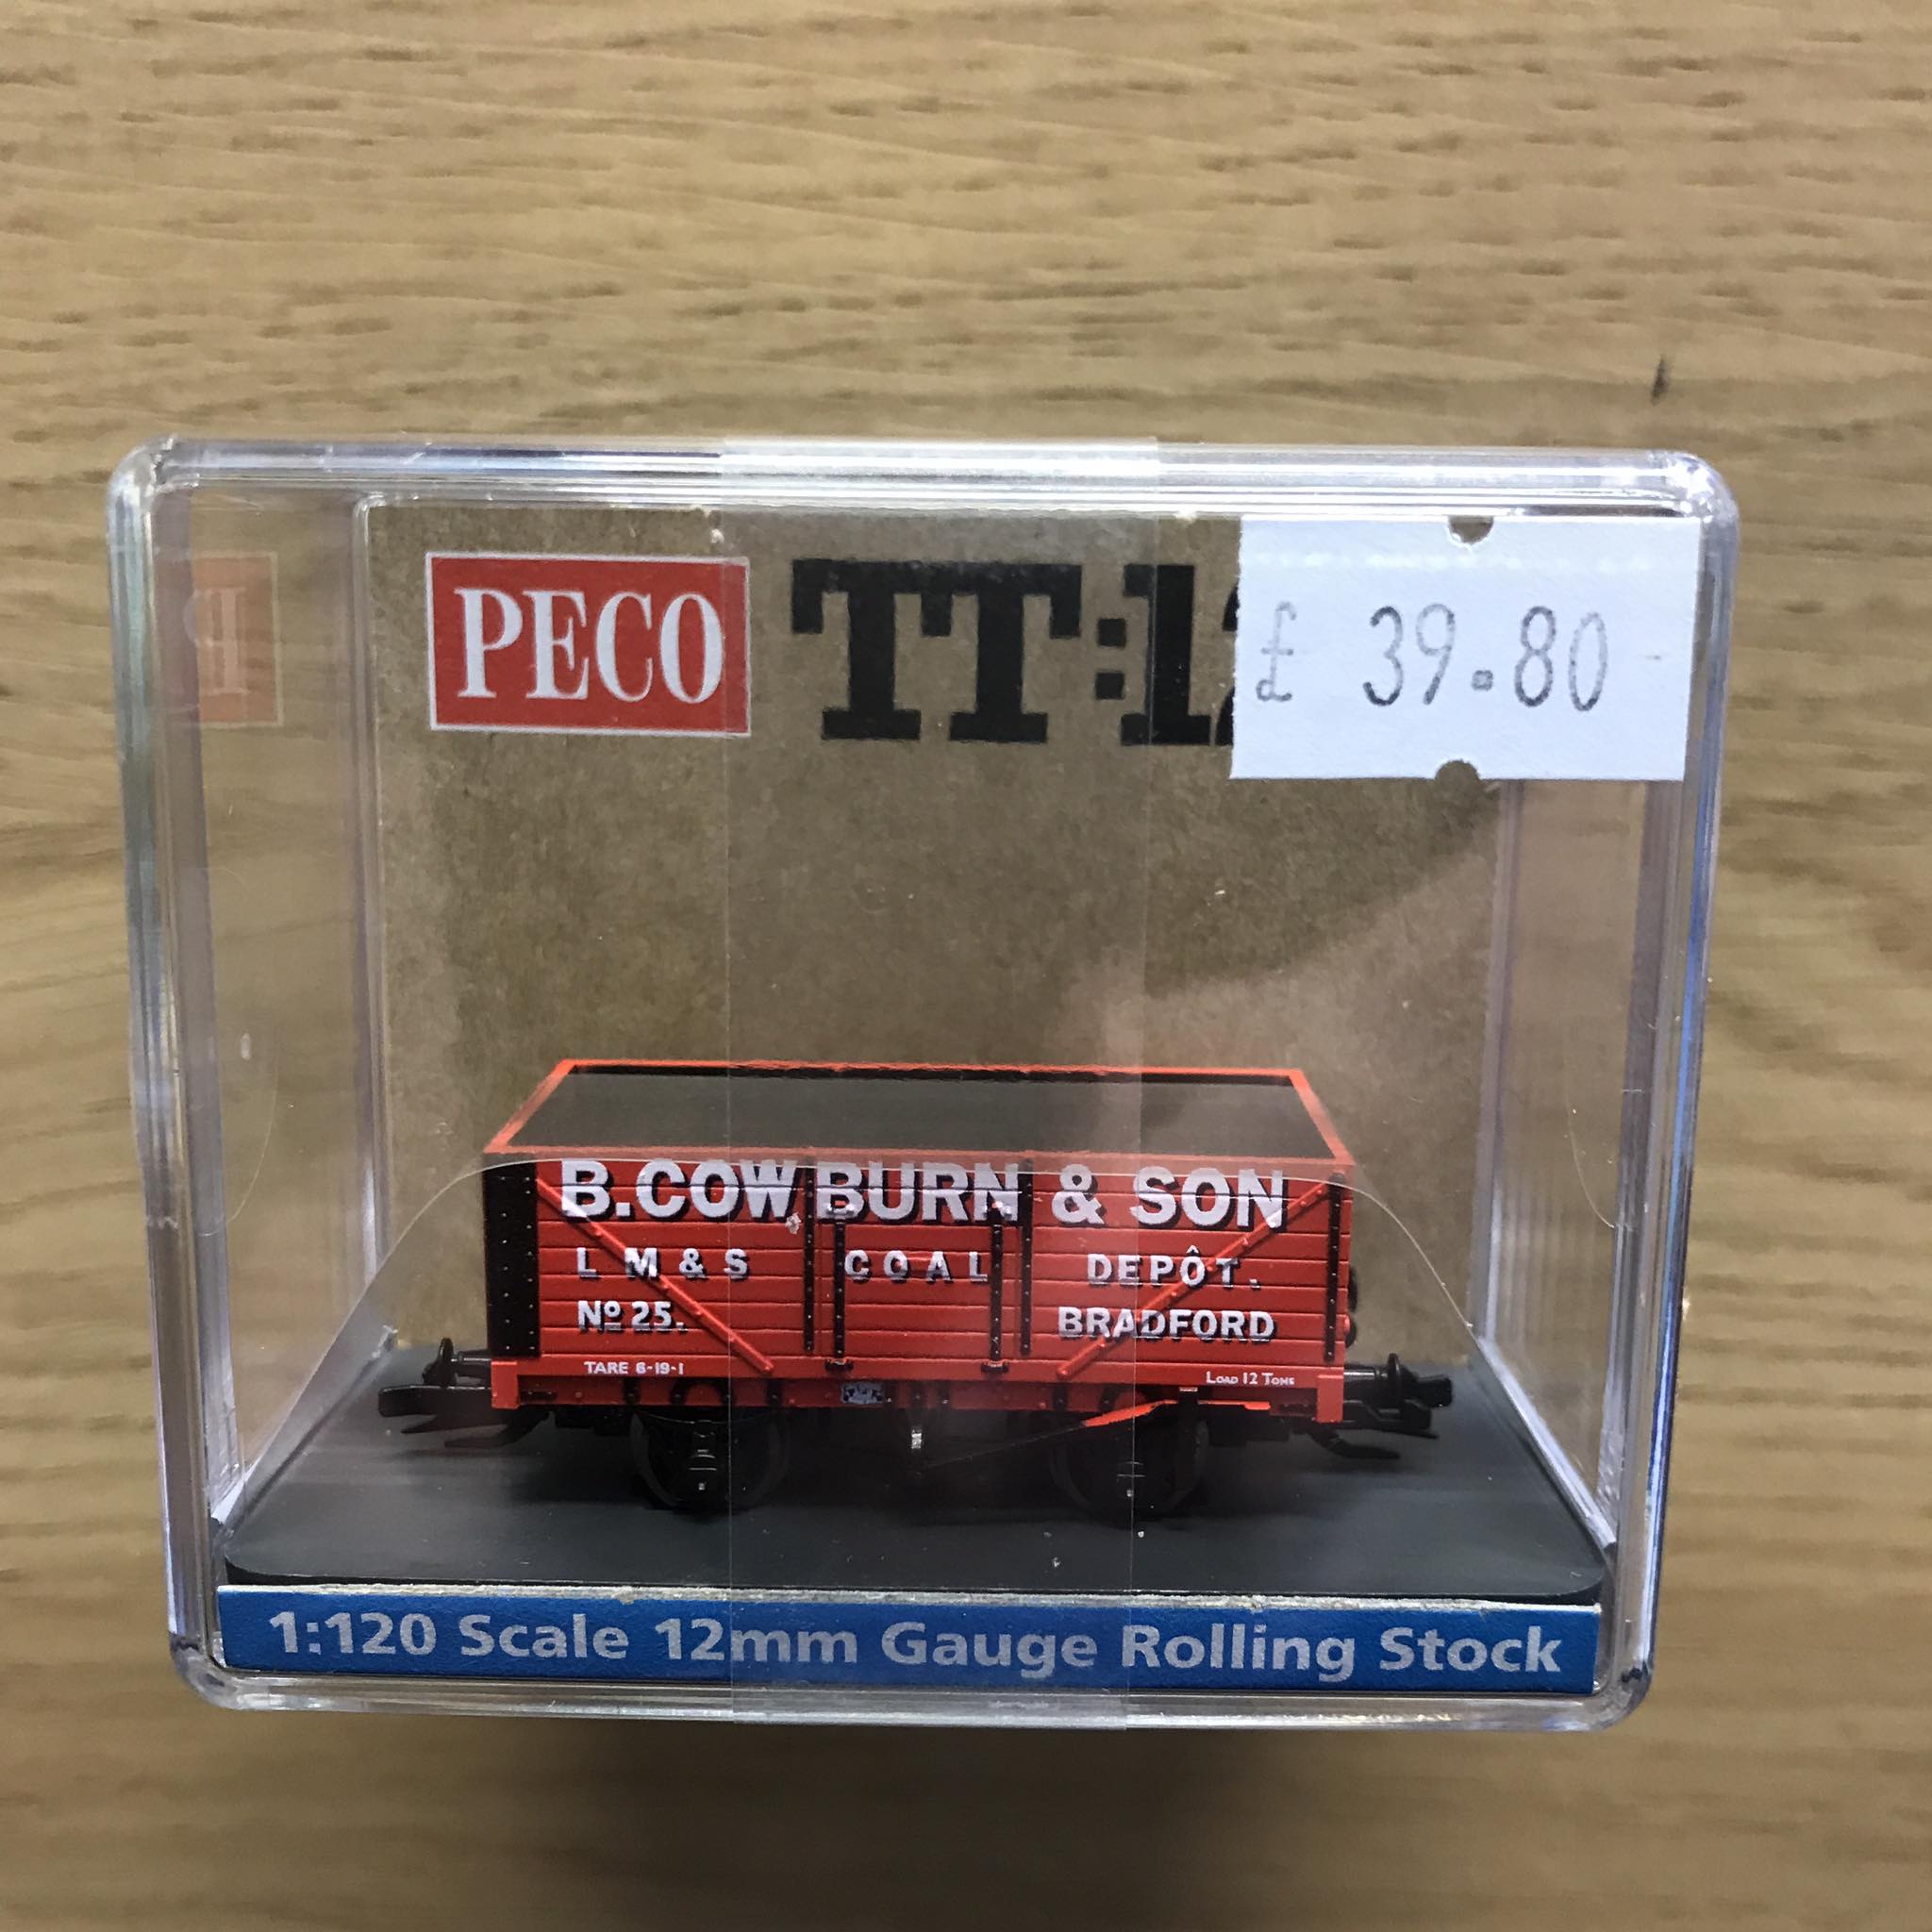 PECO TT:12
£ 39.80
B.COWBURN & SON
L M & S COAL DEPÔT.
Nº 25. BRADFORD
TARE 6-19-1 LOAD 12 TONS
1:120 Scale 12mm Gauge Rolling Stock